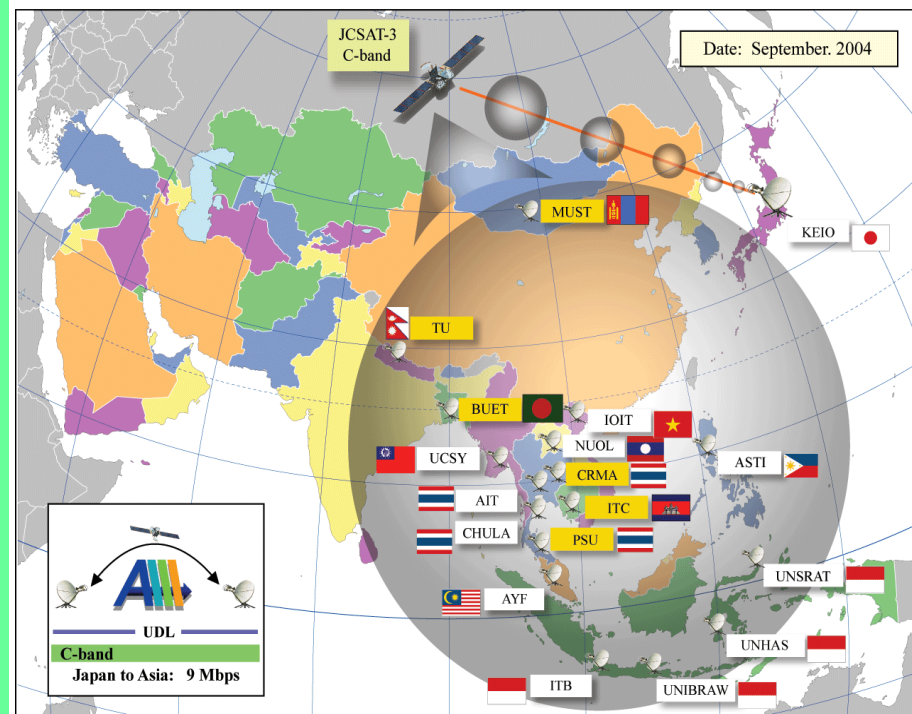 JCSAT-3
C-band
Date:  September. 2004
MUST
KEIO
TU
BUET
IOIT
NUOL
UCSY
CRMA
ASTI
AIT
ITC
CHULA
PSU
UNSRAT
AYF
UNHAS
ITB
UNIBRAW
AIII
UDL
C-band
Japan to Asia:  9 Mbps